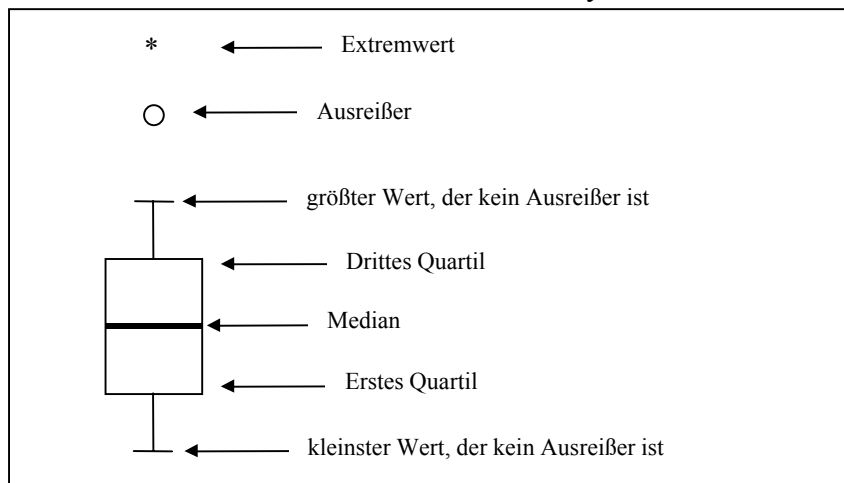 * Extremwert
Ausreißer
größter Wert, der kein Ausreißer ist
Drittes Quartil
Median
Erstes Quartil
kleinster Wert, der kein Ausreißer ist